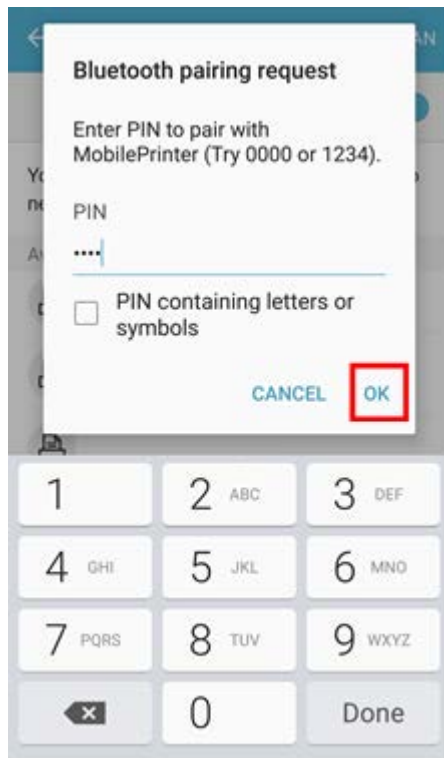 AN
Bluetooth pairing request
Enter PIN to pair with
MobilePrinter (Try 0000 or 1234).
PIN
••••
PIN containing letters or
symbols
CANCEL OK
1 2 ABC 3 DEF
4 GHI 5 JKL 6 MNO
7 PQRS 8 TUV 9 WXYZ
0 Done